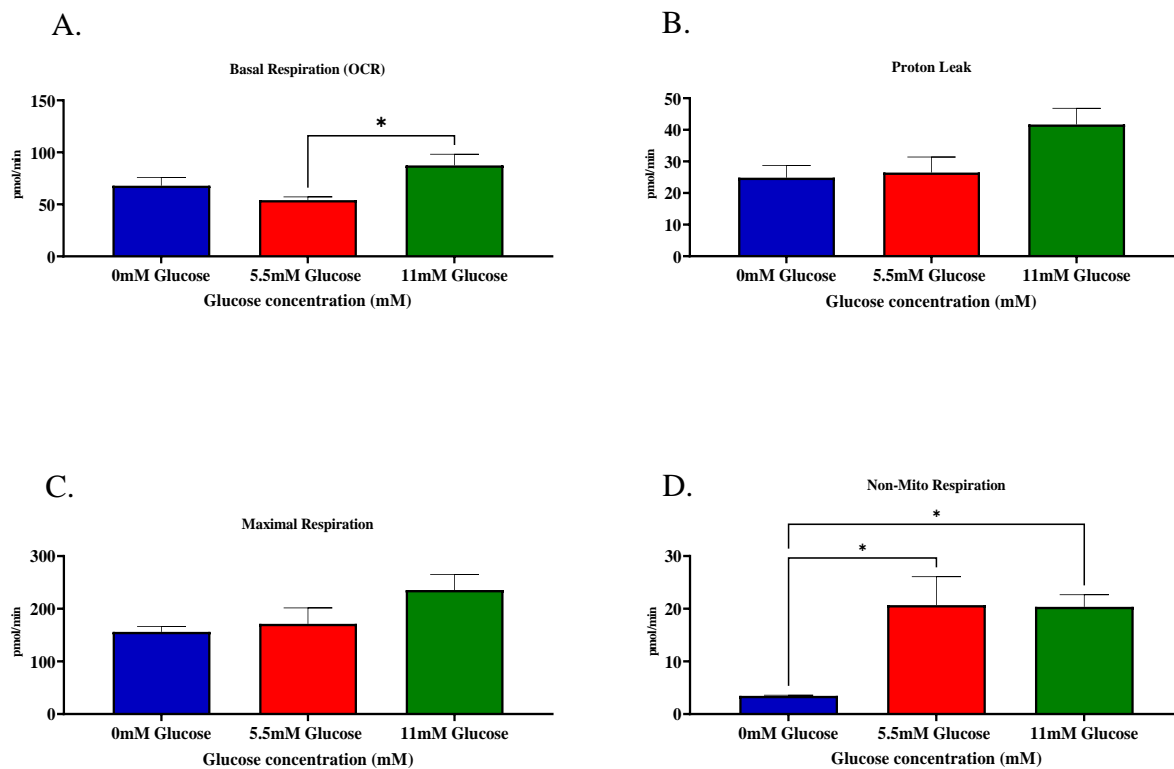 A.
Basal Respiration (OCR)
150
100
50
0
pmol/min
*
0mM Glucose 5.5mM Glucose 11mM Glucose
Glucose concentration (mM)
B.
Proton Leak
50
40
30
20
10
0
pmol/min
0mM Glucose 5.5mM Glucose 11mM Glucose
Glucose concentration (mM)
C.
Maximal Respiration
300
200
100
0
pmol/min
0mM Glucose 5.5mM Glucose 11mM Glucose
Glucose concentration (mM)
D.
Non-Mito Respiration
30
20
10
0
pmol/min
*
*
0mM Glucose 5.5mM Glucose 11mM Glucose
Glucose concentration (mM)